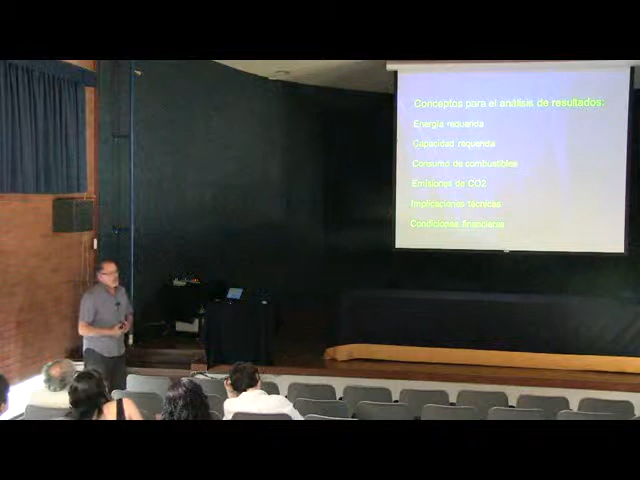 Conceptos para el análisis de resultados:
Energía requerida
Capacidad requerida
Consumo de combustibles
Emisiones de CO2
Implicaciones técnicas
Condiciones financieras